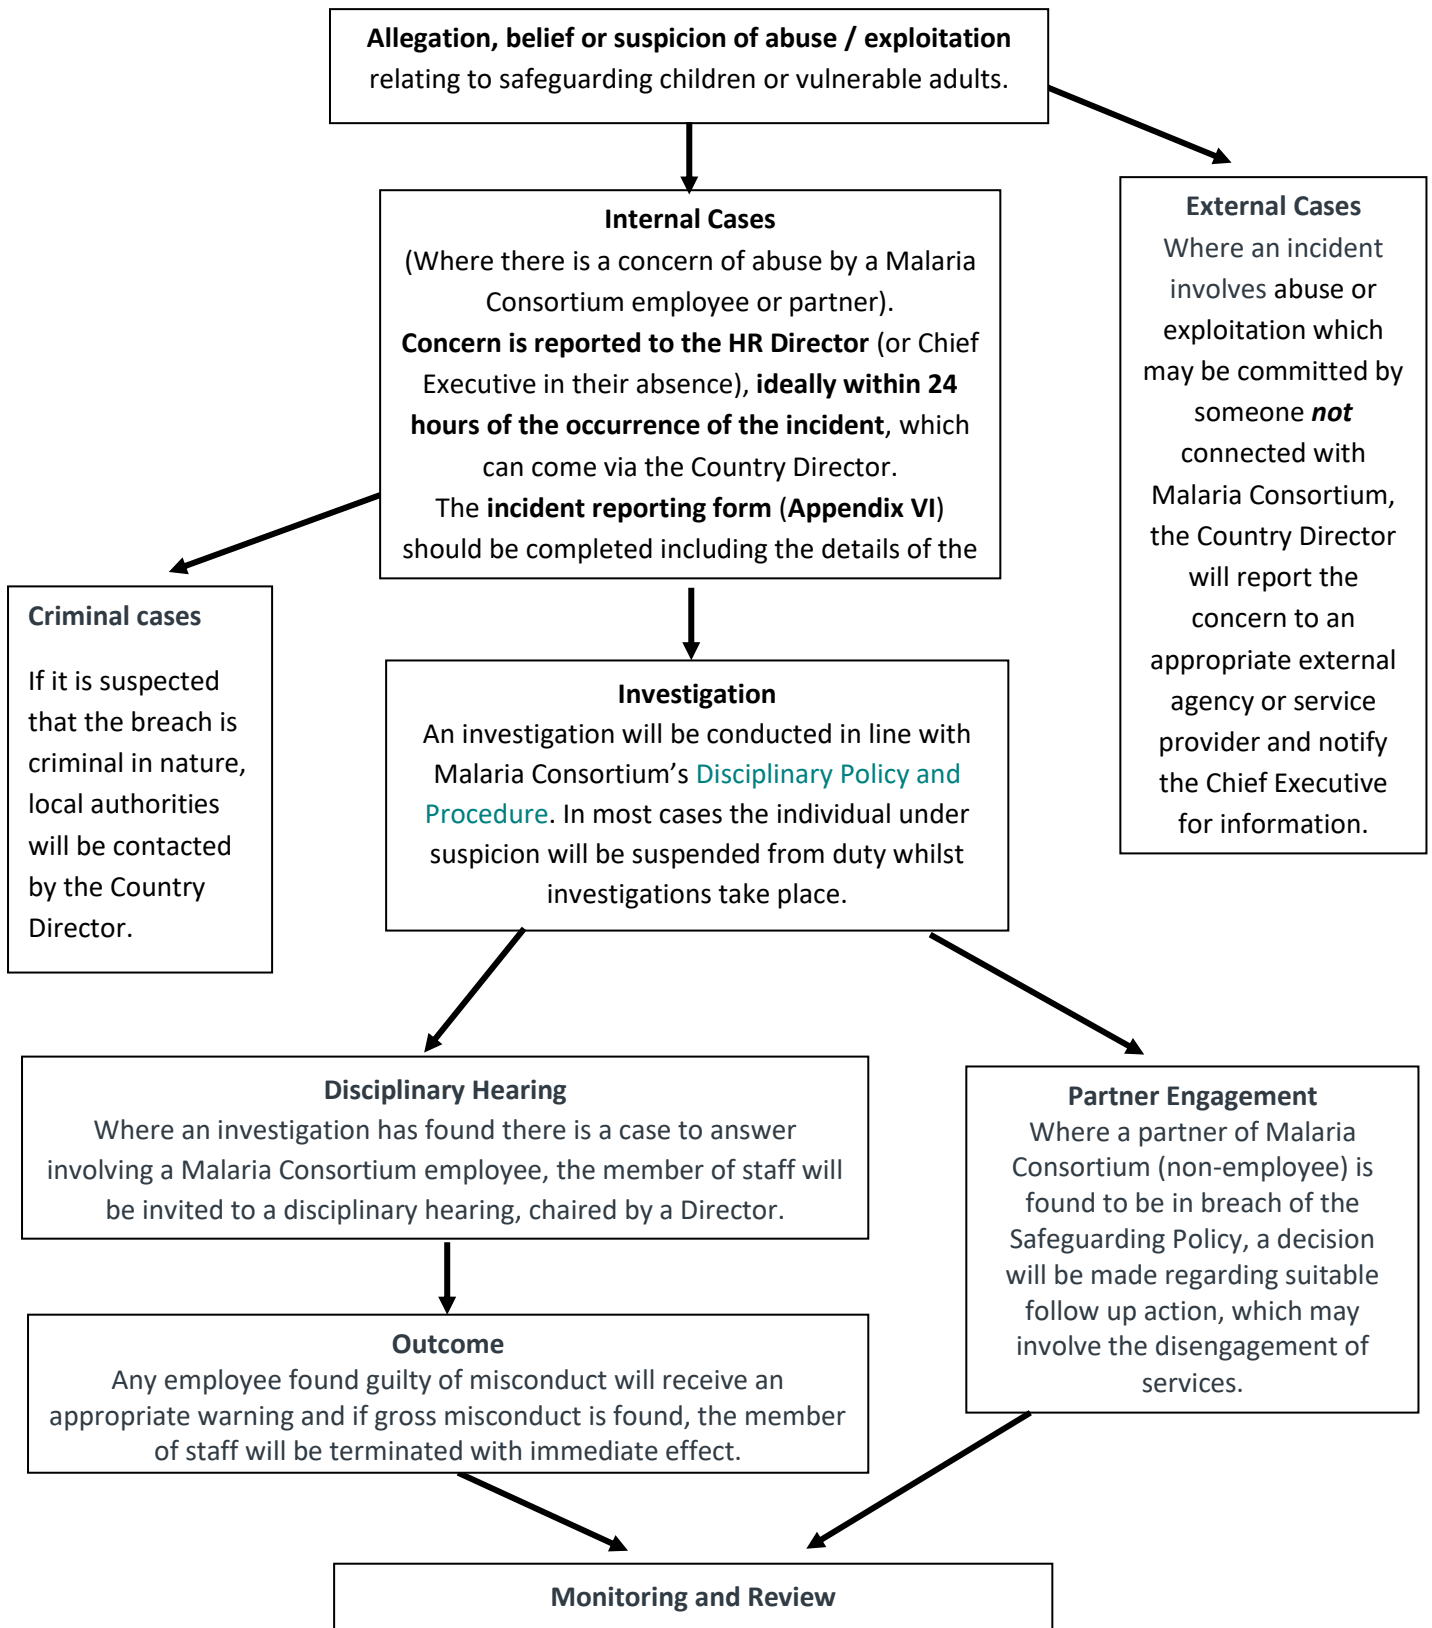 Allegation, belief or suspicion of abuse / exploitation
relating to safeguarding children or vulnerable adults.
Internal Cases
(Where there is a concern of abuse by a Malaria
Consortium employee or partner).
Concern is reported to the HR Director (or Chief
Executive in their absence), ideally within 24
hours of the occurrence of the incident, which
can come via the Country Director.
The incident reporting form (Appendix VI)
should be completed including the details of the
External Cases
Where an incident
involves abuse or
exploitation which
may be committed by
someone not
connected with
Malaria Consortium,
the Country Director
will report the
concern to an
appropriate external
agency or service
provider and notify
the Chief Executive
for information.
Criminal cases
If it is suspected
that the breach is
criminal in nature,
local authorities
will be contacted
by the Country
Director.
Investigation
An investigation will be conducted in line with
Malaria Consortium’s Disciplinary Policy and
Procedure. In most cases the individual under
suspicion will be suspended from duty whilst
investigations take place.
Disciplinary Hearing
Where an investigation has found there is a case to answer
involving a Malaria Consortium employee, the member of staff will
be invited to a disciplinary hearing, chaired by a Director.
Partner Engagement
Where a partner of Malaria
Consortium (non-employee) is
found to be in breach of the
Safeguarding Policy, a decision
will be made regarding suitable
follow up action, which may
involve the disengagement of
services.
Outcome
Any employee found guilty of misconduct will receive an
appropriate warning and if gross misconduct is found, the member
of staff will be terminated with immediate effect.
Monitoring and Review